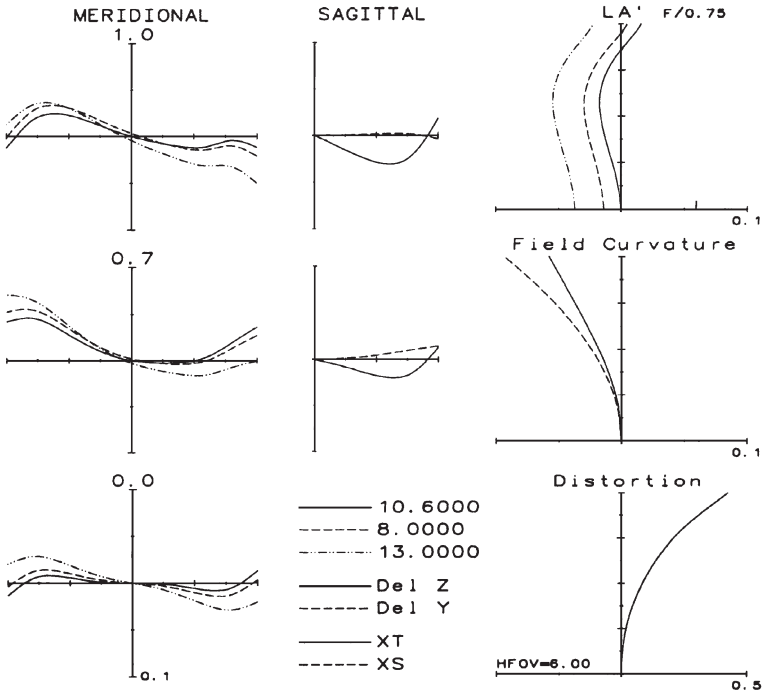 MERIDIONAL
SAGITTAL
LA' F/0.75
1.0
0.1
0.7
Field Curvature
0.1
0.0
Distortion
10.6000
8.0000
13.0000
Del Z
Del Y
XT
XS
HFOV=6.00
0.1
0.5